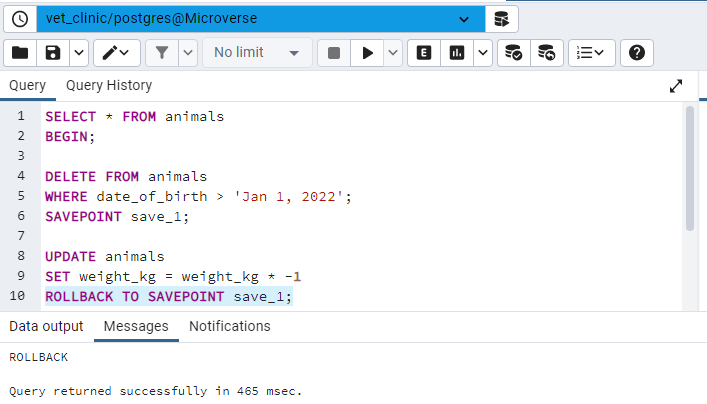 vet_clinic/postgres@Microverse
No limit
E
Query Query History
1 SELECT * FROM animals
2 BEGIN;
3
4 DELETE FROM animals
5 WHERE date_of_birth > 'Jan 1, 2022';
6 SAVEPOINT save_1;
7
8 UPDATE animals
9 SET weight_kg = weight_kg * -1
10 ROLLBACK TO SAVEPOINT save_1;
Data output Messages Notifications
ROLLBACK
Query returned successfully in 465 msec.